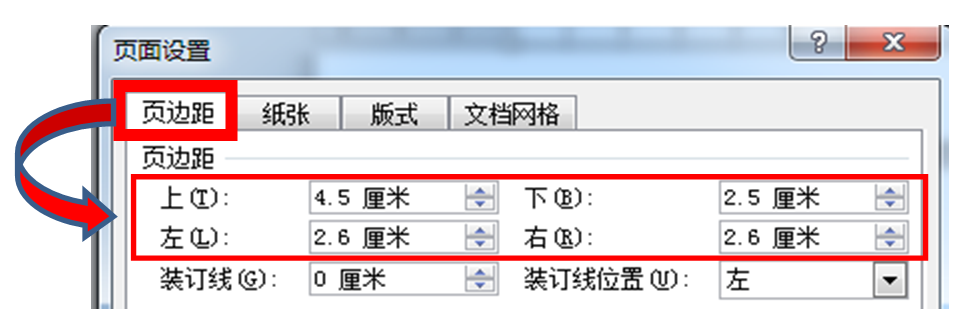 页面设置
页边距 纸张 版式 文档网格
页边距
上(T): 4.5 厘米 下(B): 2.5 厘米
左(L): 2.6 厘米 右(R): 2.6 厘米
装订线(G): 0 厘米 装订线位置(U): 左